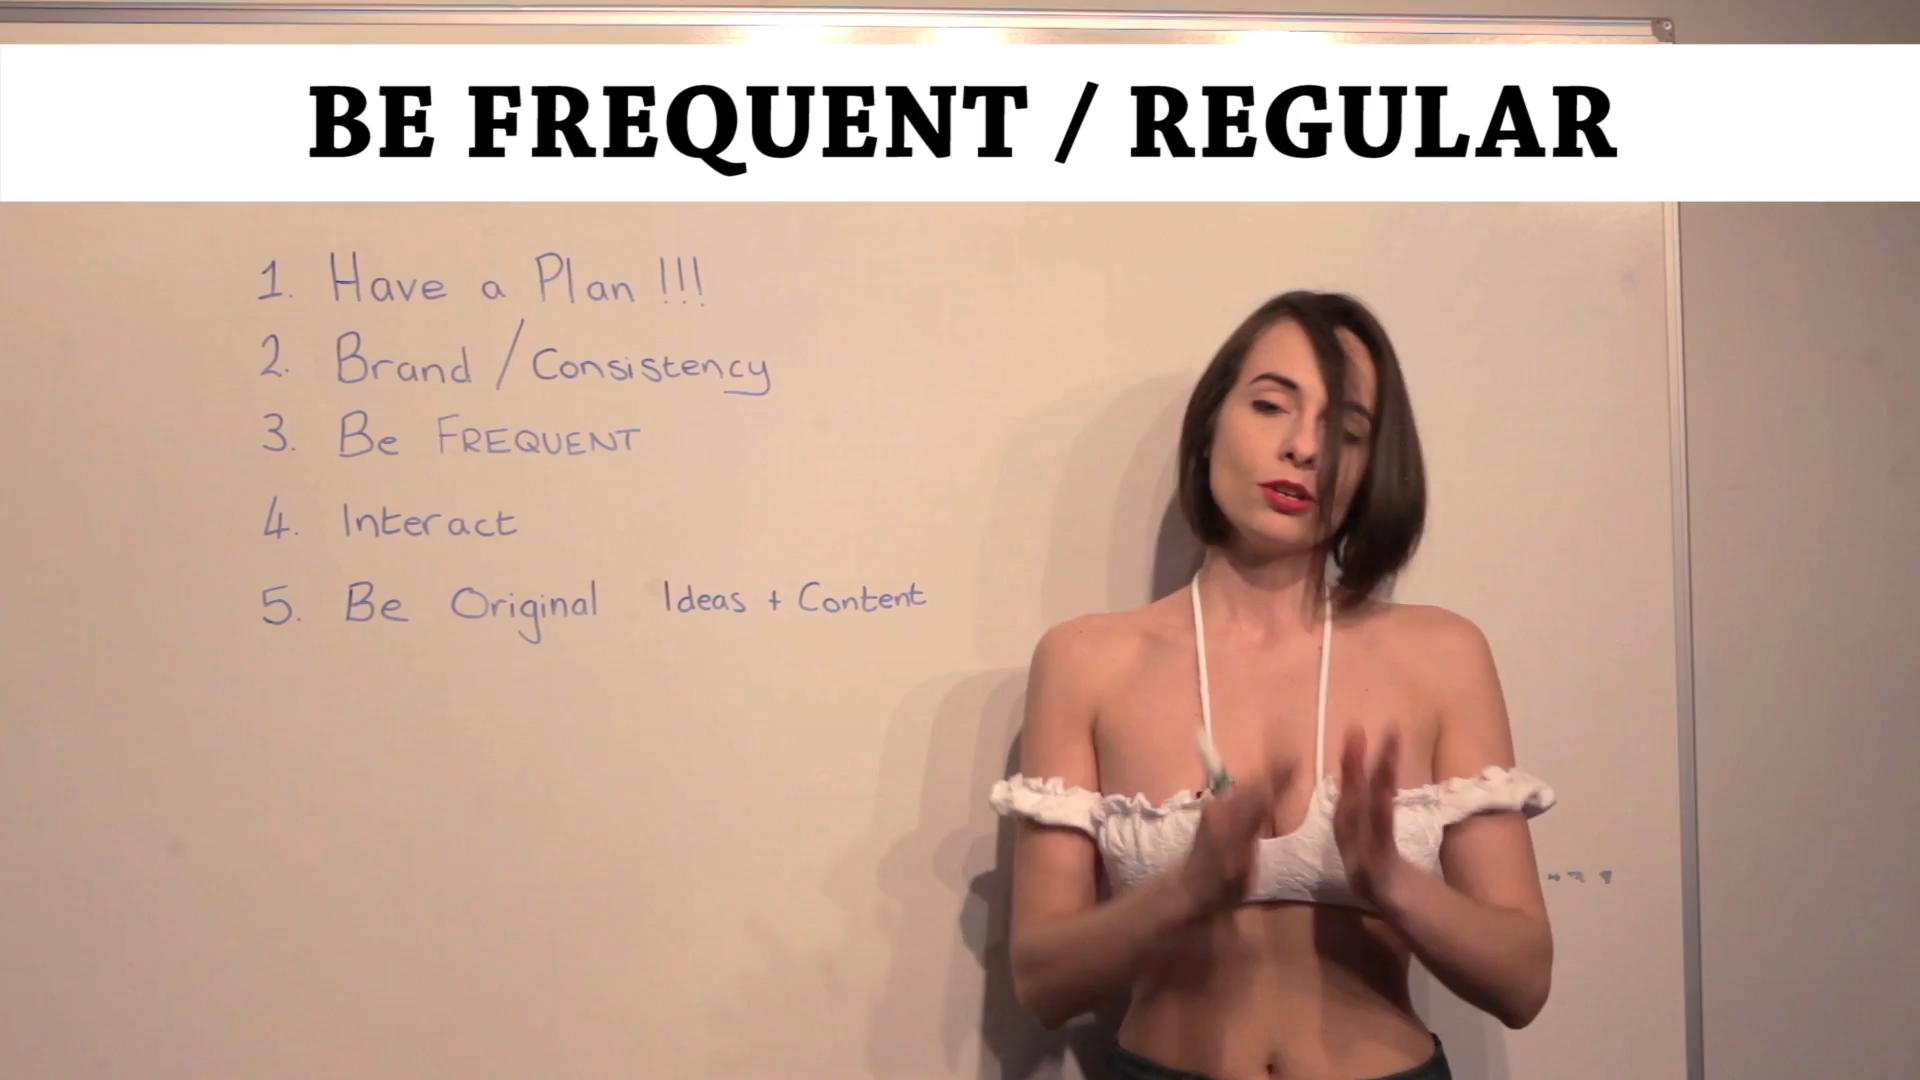 BE FREQUENT / REGULAR
1. Have a Plan !!!
2. Brand / Consistency
3. Be FREQUENT
4. Interact
5. Be Original Ideas + Content